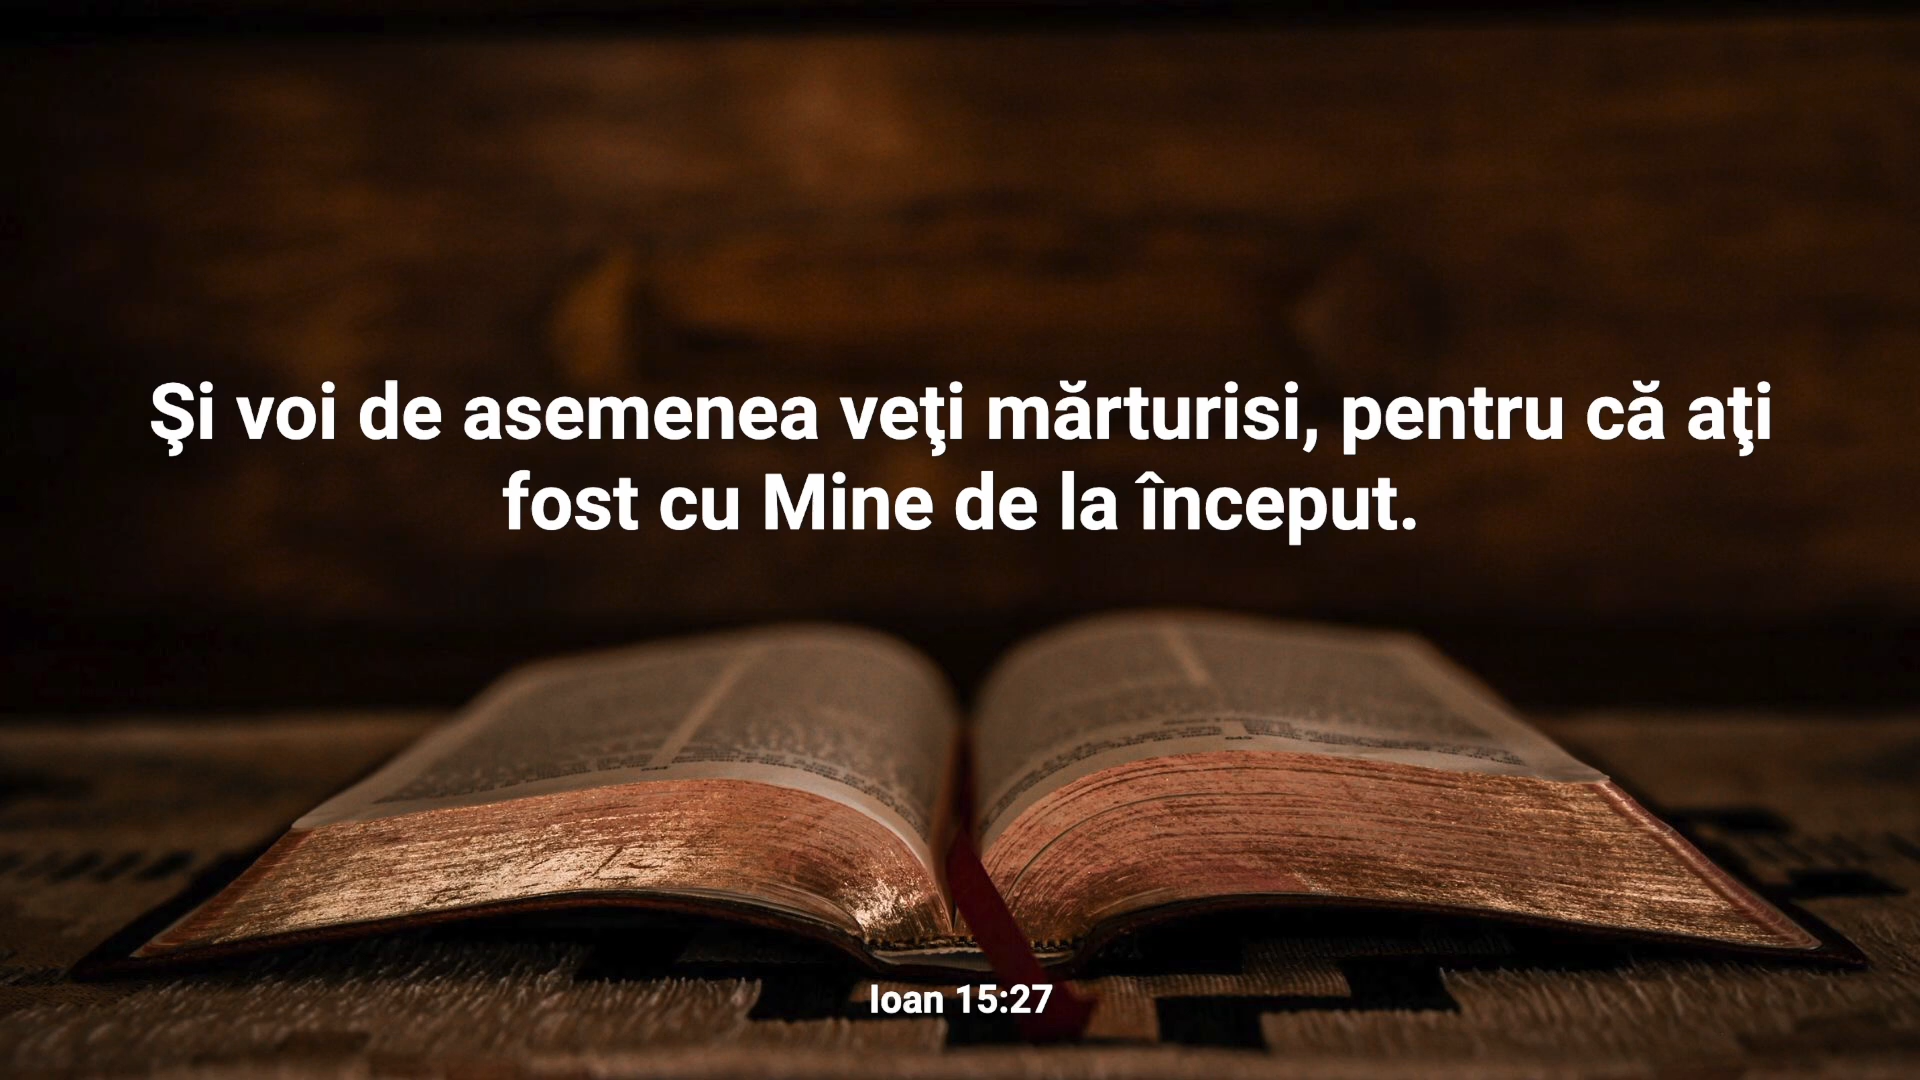 Şi voi de asemenea veţi mărturisi, pentru că aţi
fost cu Mine de la început.
Ioan 15:27